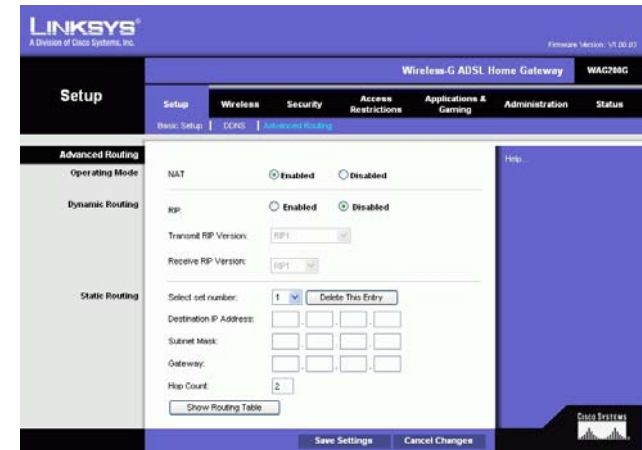 LINKSYS®
A Division of Cisco Systems, Inc.
Firmware Version: V1.00.03
Wireless-G ADSL Home Gateway WAG200G
Setup
Setup Wireless Security Access Restrictions Applications & Gaming Administration Status
Basic Setup | DDNS | Advanced Routing
Advanced Routing
Help...
Operating Mode NAT Enabled Disabled
Dynamic Routing RIP: Enabled Disabled
Transmit RIP Version: RIP1
Receive RIP Version: RIP1
Static Routing Select set number: 1 Delete This Entry
Destination IP Address:
Subnet Mask:
Gateway:
Hop Count: 2
Show Routing Table
Save Settings Cancel Changes
CISCO SYSTEMS